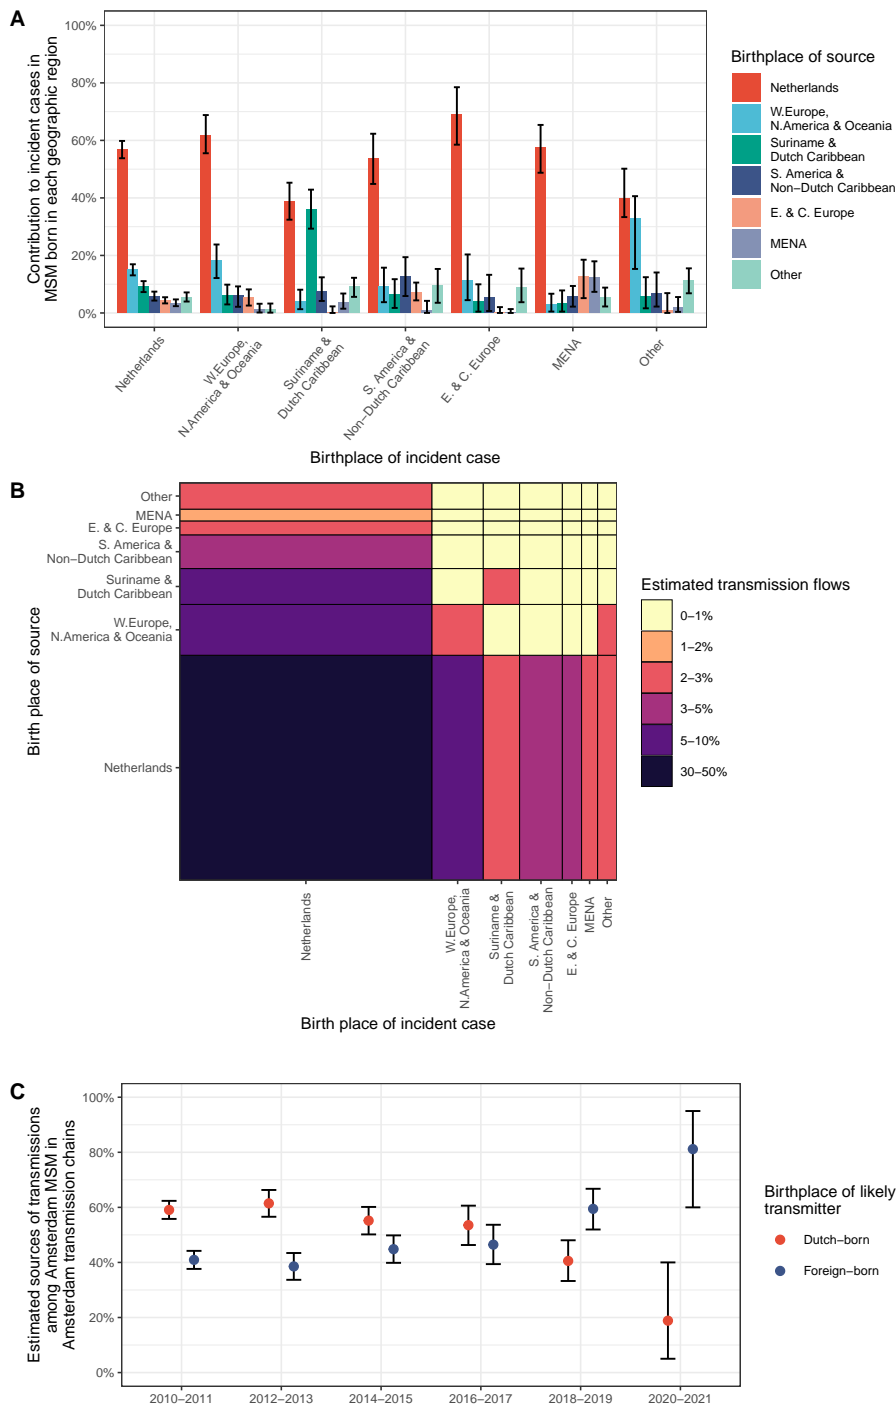 A
100%
80%
60%
40%
20%
0%
Contribution to incident cases in
MSM born in each geographic region
Netherlands
W.Europe,
N.America & Oceania
Suriname &
Dutch Caribbean
S. America &
Non−Dutch Caribbean
E. & C. Europe
MENA
Other
Birthplace of incident case
Birthplace of source
Netherlands
W.Europe,
N.America & Oceania
Suriname &
Dutch Caribbean
S. America &
Non−Dutch Caribbean
E. & C. Europe
MENA
Other
B
Birth place of source
Other
MENA
E. & C. Europe
S. America &
Non−Dutch Caribbean
Suriname &
Dutch Caribbean
W.Europe,
N.America & Oceania
Netherlands
Netherlands
W.Europe,
N.America & Oceania
Suriname &
Dutch Caribbean
S. America &
Non−Dutch Caribbean
E. & C. Europe
MENA
Other
Birth place of incident case
Estimated transmission flows
0−1%
1−2%
2−3%
3−5%
5−10%
30−50%
C
Estimated sources of transmissions
among Amsterdam MSM in
Amsterdam transmission chains
100%
80%
60%
40%
20%
0%
2010−2011
2012−2013
2014−2015
2016−2017
2018−2019
2020−2021
Birthplace of likely
transmitter
Dutch−born
Foreign−born